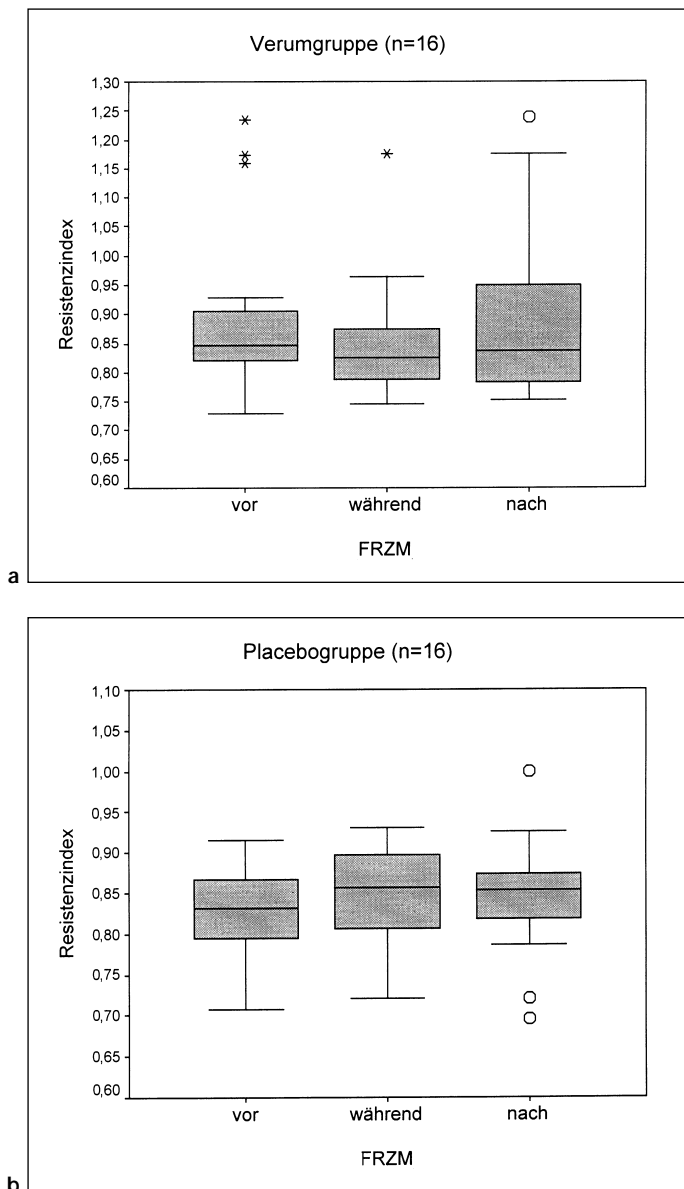 Verumgruppe (n=16)
1,30
1,25
1,20
1,15
1,10
1,05
1,00
0,95
0,90
0,85
0,80
0,75
0,70
0,65
0,60
Resistenzindex
vor während nach
FRZM
a
Placebogruppe (n=16)
1,10
1,05
1,00
0,95
0,90
0,85
0,80
0,75
0,70
0,65
0,60
Resistenzindex
vor während nach
FRZM
b